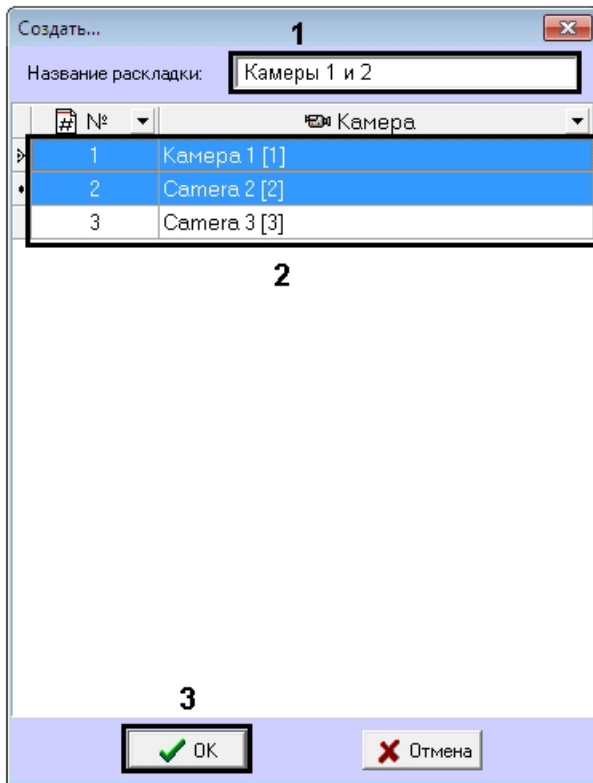 Создать...
1
Название раскладки: Камеры 1 и 2
№ Камера
1 Камера 1 [1]
2 Camera 2 [2]
3 Camera 3 [3]
2
3
OK Отмена